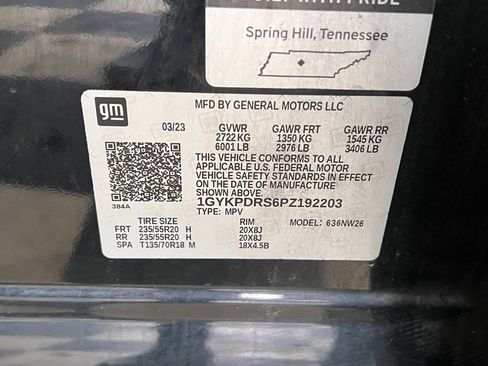 BUILT WITH PRIDE
Spring Hill, Tennessee
gm
MFD BY GENERAL MOTORS LLC
03/23 GVWR GAWR FRT GAWR RR
2722 KG 1350 KG 1545 KG
6001 LB 2976 LB 3406 LB
THIS VEHICLE CONFORMS TO ALL
APPLICABLE U.S. FEDERAL MOTOR
VEHICLE SAFETY STANDARDS IN EFFECT
ON THE DATE OF MANUFACTURE
SHOWN ABOVE.
384A
1GYKPDRS6PZ192203
TYPE: MPV
TIRE SIZE RIM MODEL: 636NW26
FRT 235/55R20 H 20X8J
RR 235/55R20 H 20X8J
SPA T135/70R18 M 18X4.5B